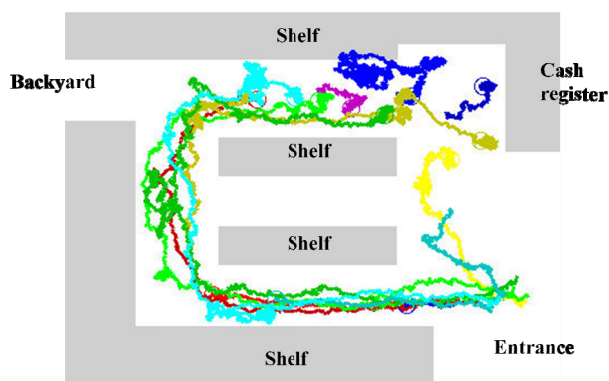 Shelf
Backyard
Cash
register
Shelf
Shelf
Entrance
Shelf